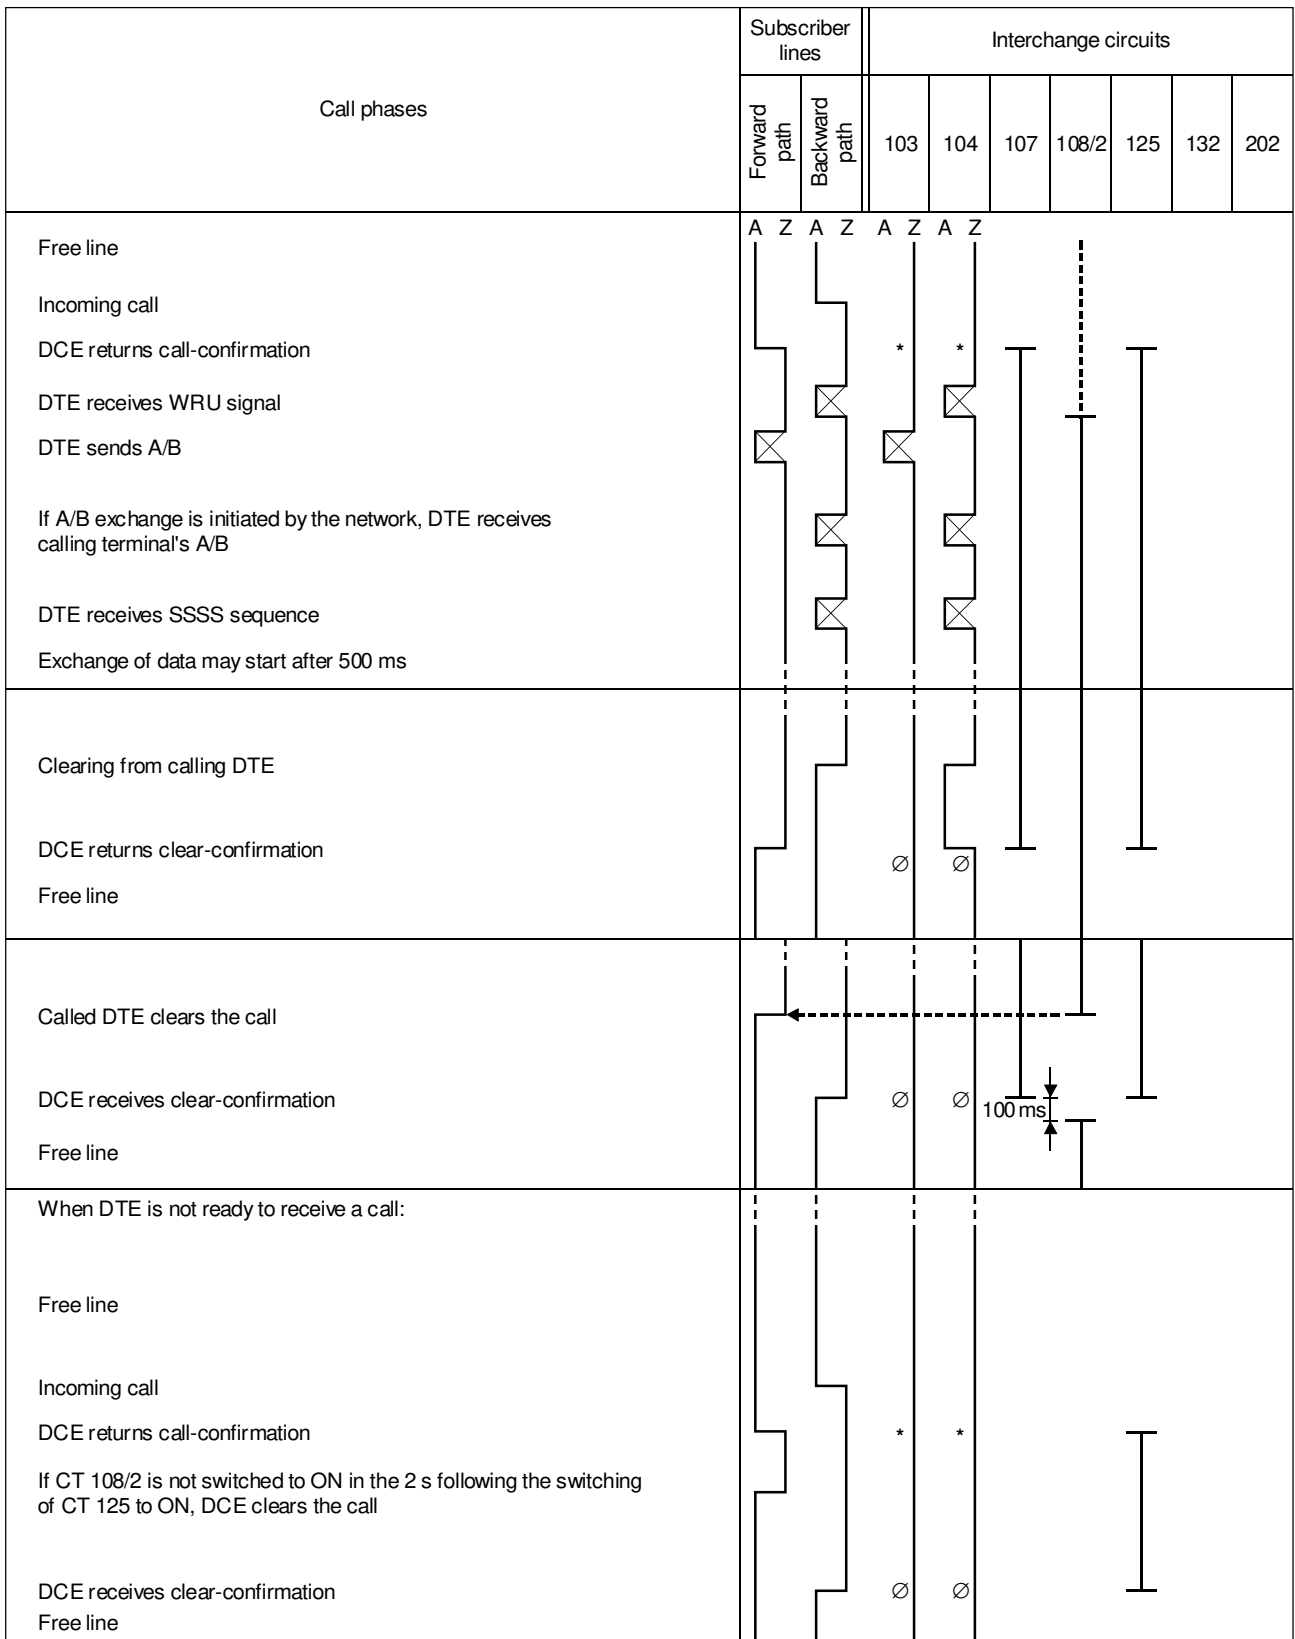 Call phases
Subscriber
lines
Interchange circuits
Forward
path
Backward
path
103
104
107
108/2
125
132
202
A Z A Z A Z A Z
Free line
Incoming call
DCE returns call-confirmation
* *
DTE receives WRU signal
DTE sends A/B
If A/B exchange is initiated by the network, DTE receives
calling terminal's A/B
DTE receives SSSS sequence
Exchange of data may start after 500 ms
Clearing from calling DTE
DCE returns clear-confirmation
∅ ∅
Free line
Called DTE clears the call
DCE receives clear-confirmation
∅ ∅ 100 ms
Free line
When DTE is not ready to receive a call:
Free line
Incoming call
DCE returns call-confirmation
* *
If CT 108/2 is not switched to ON in the 2 s following the switching
of CT 125 to ON, DCE clears the call
DCE receives clear-confirmation
∅ ∅
Free line